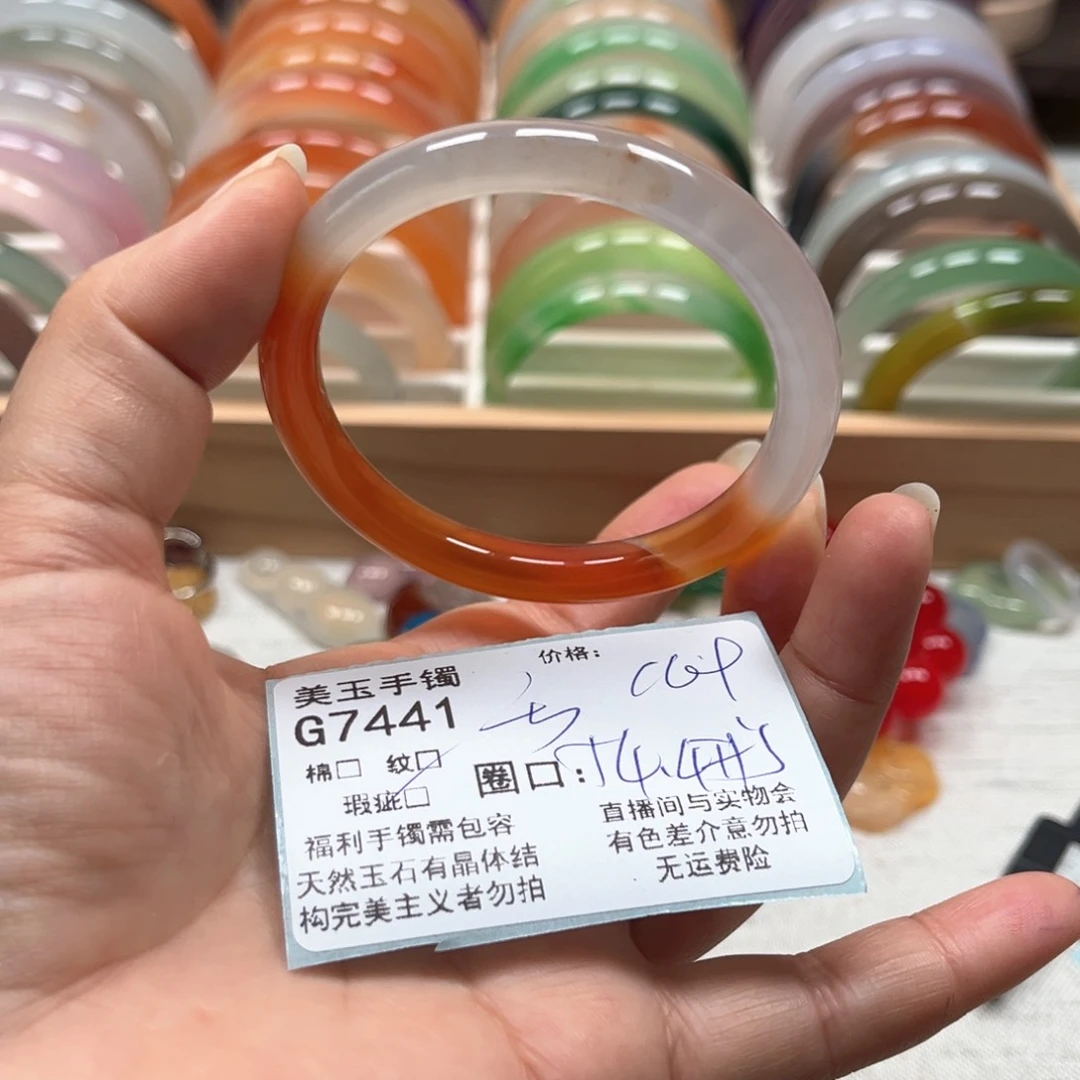 价格:
美玉手镯
G7441
棉□ 纹□
圈口:
瑕疵□
福利手镯需包容
天然玉石有晶体结
构完美主义者勿拍
直播间与实物会
有色差介意勿拍
无运费险